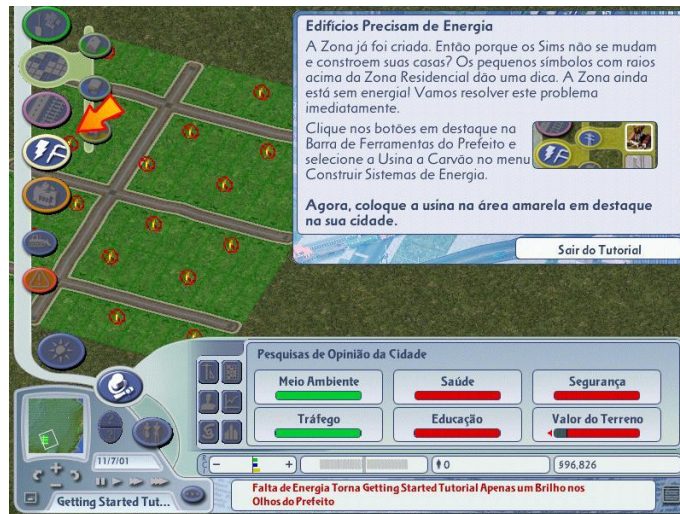 Edifícios Precisam de Energia
A Zona já foi criada. Então porque os Sims não se mudam
e constroem suas casas? Os pequenos símbolos com raios
acima da Zona Residencial dão uma dica. A Zona ainda
está sem energia! Vamos resolver este problema
imediatamente.
Clique nos botões em destaque na
Barra de Ferramentas do Prefeito e
selecione a Usina a Carvão no menu
Construir Sistemas de Energia.
Agora, coloque a usina na área amarela em destaque
na sua cidade.
Sair do Tutorial
Pesquisas de Opinião da Cidade
Meio Ambiente
Saúde
Segurança
Tráfego
Educação
Valor do Terreno
11/7/01
0
§96,826
Getting Started Tut...
Falta de Energia Torna Getting Started Tutorial Apenas um Brilho nos
Olhos do Prefeito